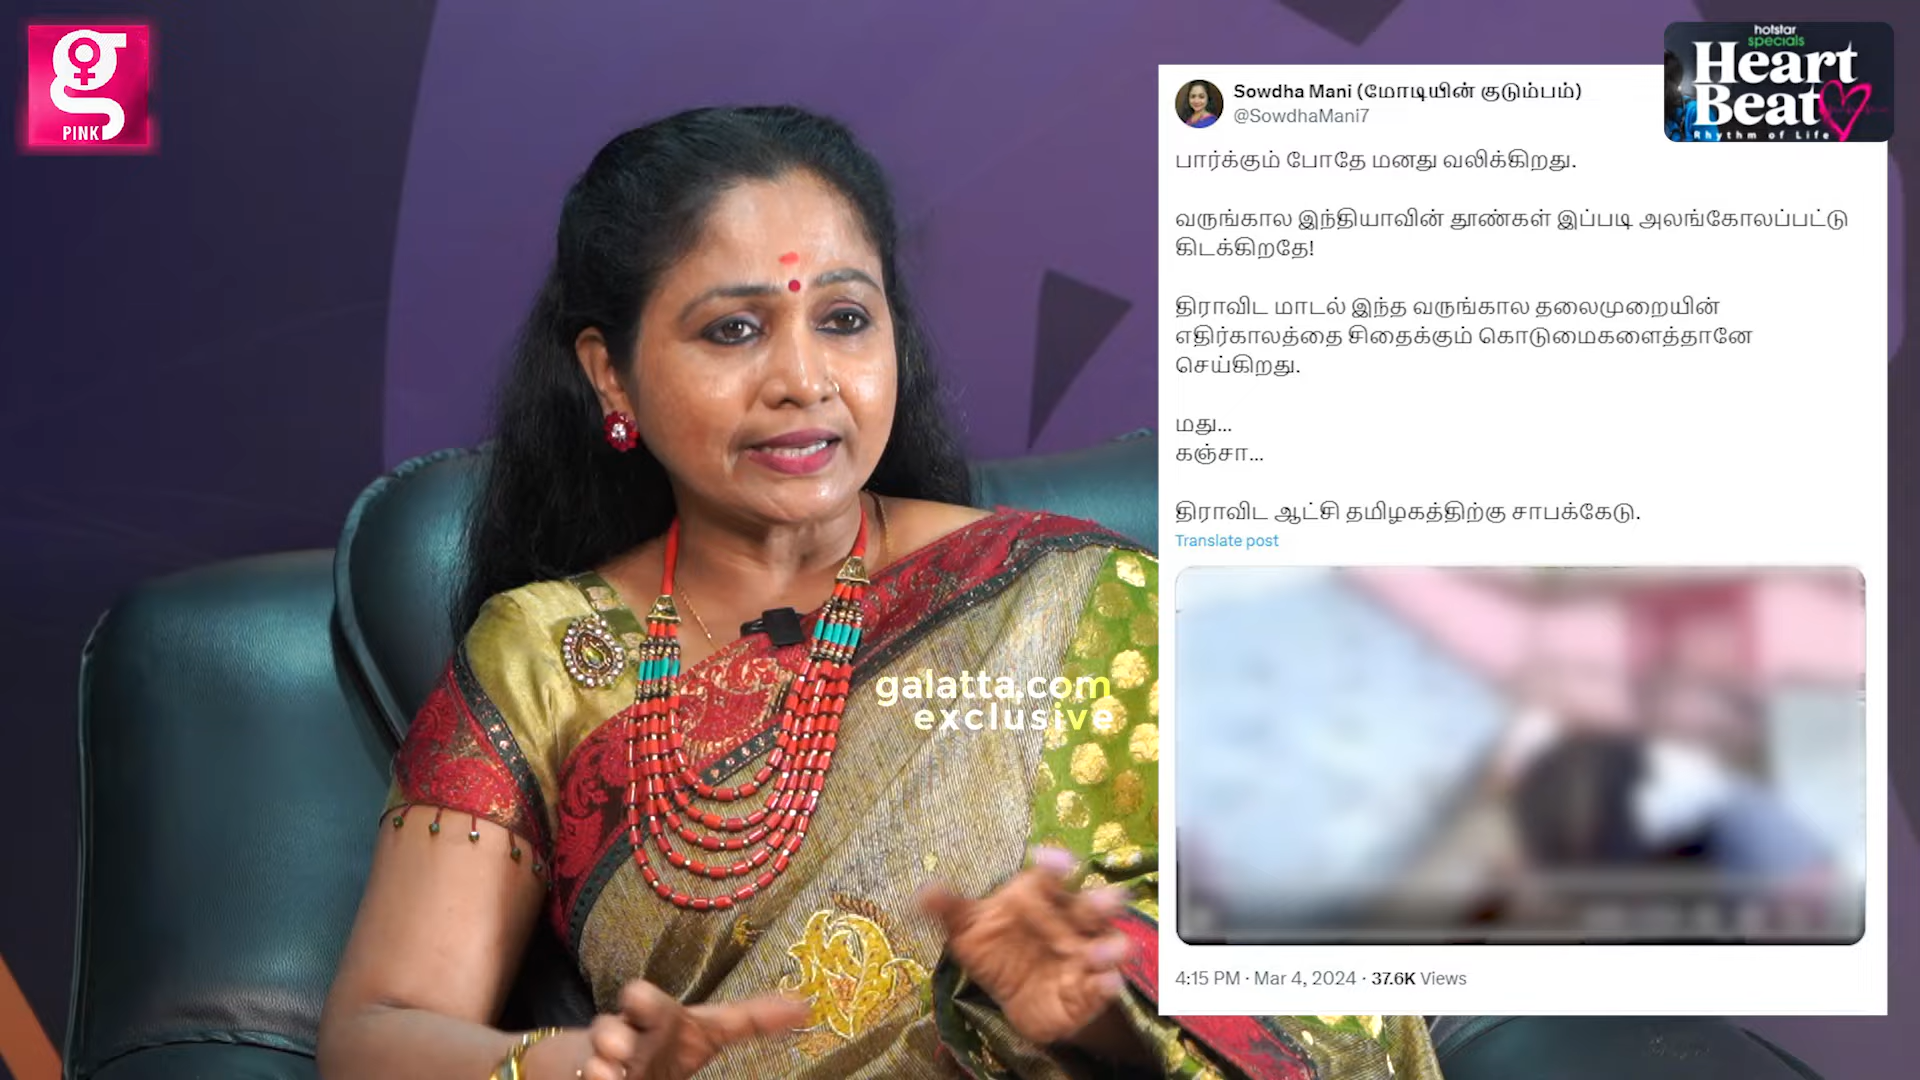 g
PINK
hotstar
specials
Heart
Beat
Rhythm of Life
Sowdha Mani (மோடியின் குடும்பம்)
@SowdhaMani7
பார்க்கும் போதே மனது வலிக்கிறது.
வருங்கால இந்தியாவின் தூண்கள் இப்படி அலங்கோலப்பட்டு
கிடக்கிறதே!
திராவிட மாடல் இந்த வருங்கால தலைமுறையின்
எதிர்காலத்தை சிதைக்கும் கொடுமைகளைத்தானே
செய்கிறது.
மது...
கஞ்சா...
திராவிட ஆட்சி தமிழகத்திற்கு சாபக்கேடு.
Translate post
4:15 PM · Mar 4, 2024 · 37.6K Views
galatta.com
exclusive